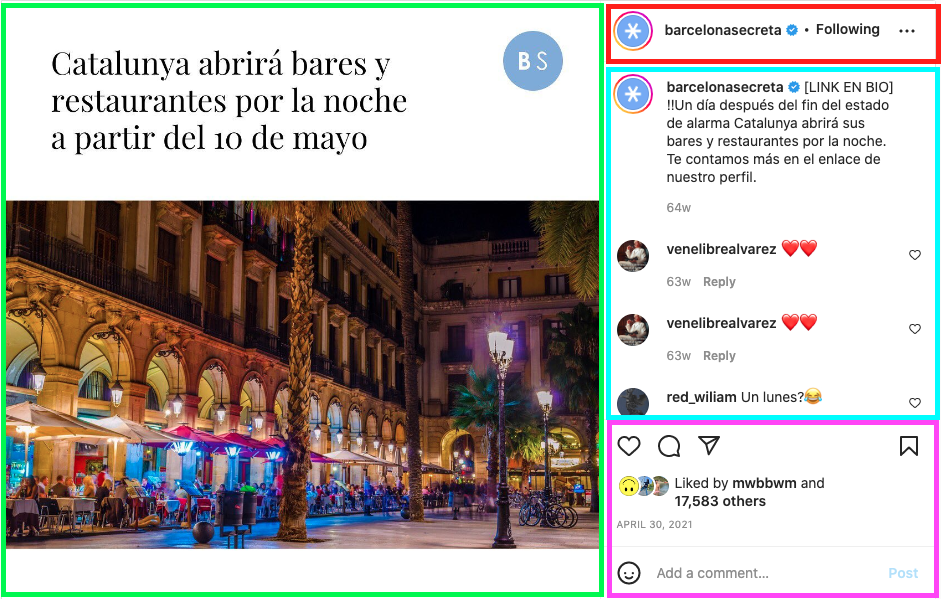 Catalunya abrirá bares y
restaurantes por la noche
a partir del 10 de mayo
BS
barcelonasecreta • Following
barcelonasecreta [LINK EN BIO]
!!Un día después del fin del estado
de alarma Catalunya abrirá sus
bares y restaurantes por la noche.
Te contamos más en el enlace de
nuestro perfil.
64w
venelibrealvarez ❤️❤️
63w Reply
venelibrealvarez ❤️❤️
63w Reply
red_wiliam Un lunes?😂
Liked by mwbbwm and
17,583 others
APRIL 30, 2021
Add a comment... Post